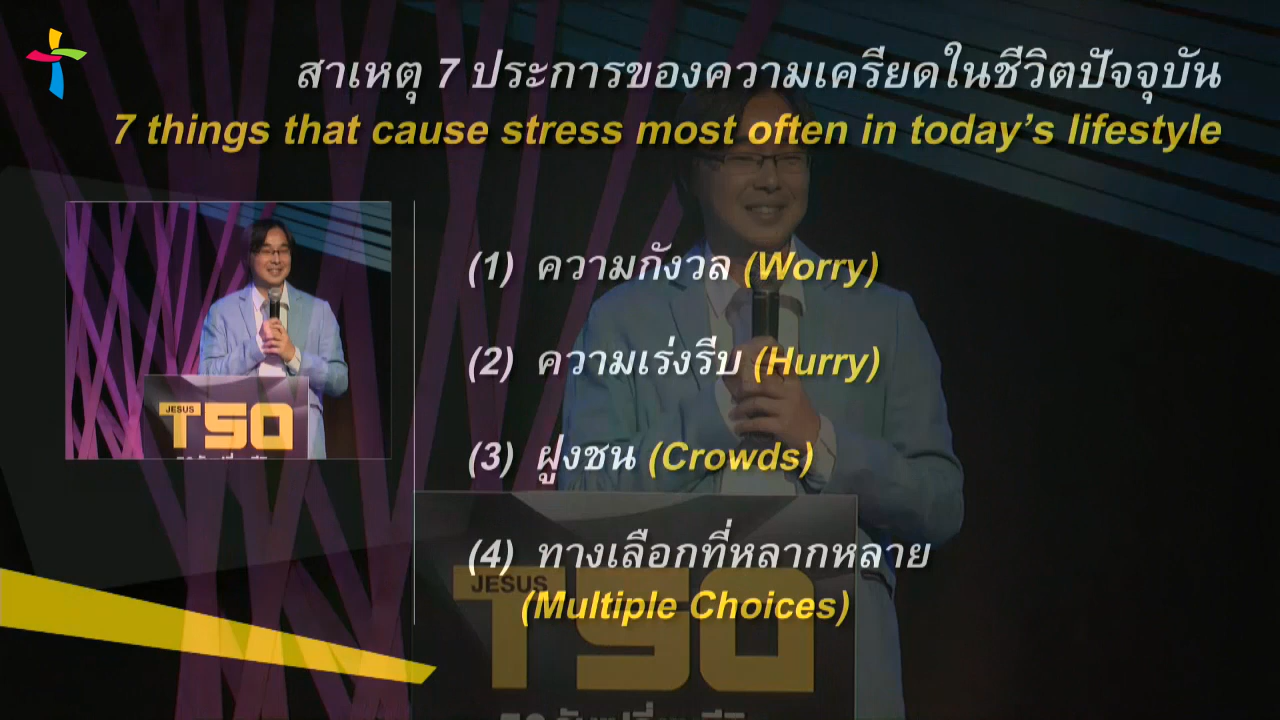 สาเหตุ 7 ประการของความเครียดในชีวิตปัจจุบัน
7 things that cause stress most often in today's lifestyle
(1) ความกังวล (Worry)
(2) ความเร่งรีบ (Hurry)
(3) ฝูงชน (Crowds)
(4) ทางเลือกที่หลากหลาย
(Multiple Choices)
JESUS
T50
JESUS
T50